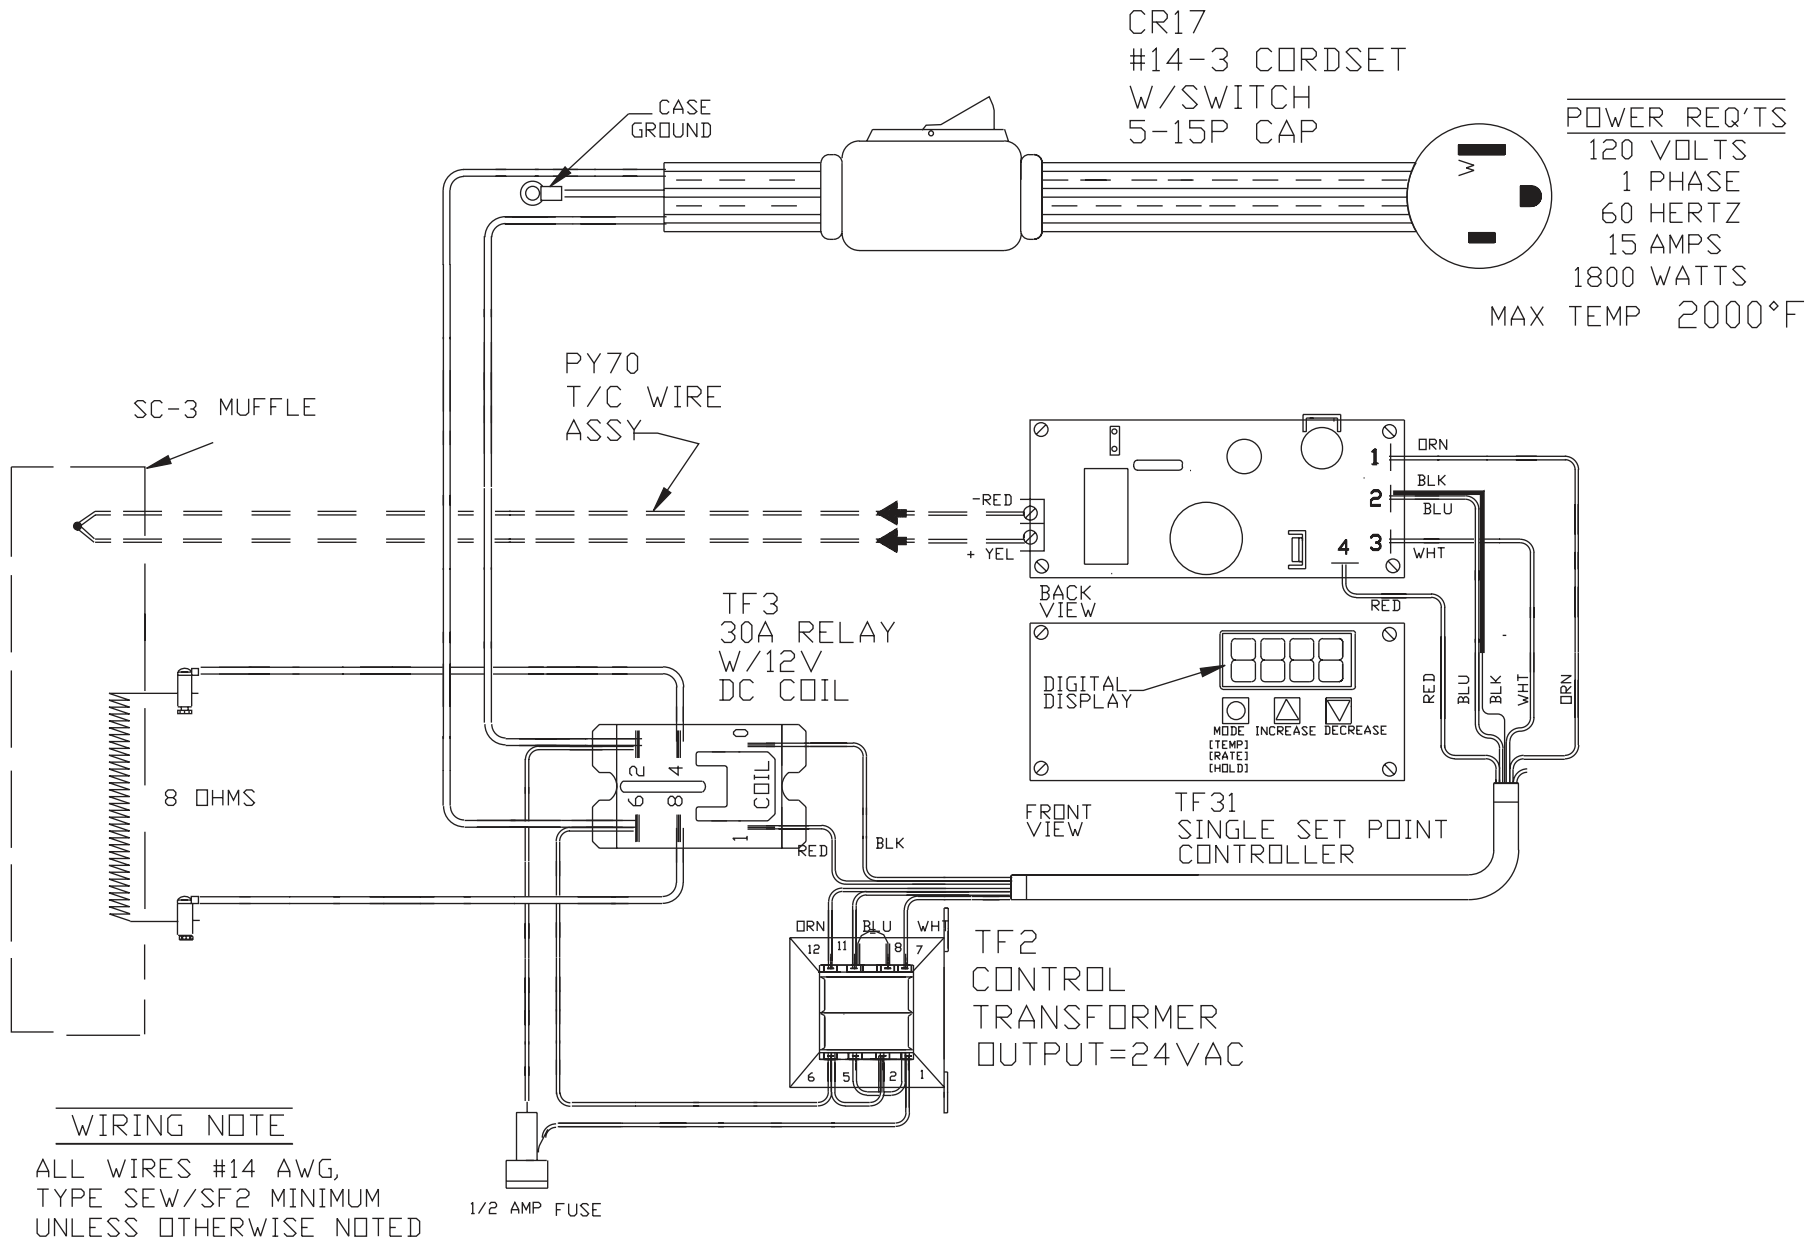 CR17
#14-3 CORDSET
W/SWITCH
5-15P CAP
CASE
GROUND
W
POWER REQ'TS
120 VOLTS
1 PHASE
60 HERTZ
15 AMPS
1800 WATTS
MAX TEMP 2000°F
PY70
T/C WIRE
ASSY
SC-3 MUFFLE
-RED
+ YEL
1
2
3
4
ORN
BLK
BLU
WHT
RED
BACK
VIEW
TF3
30A RELAY
W/12V
DC COIL
DIGITAL
DISPLAY
MODE INCREASE DECREASE
[TEMP]
[RATE]
[HOLD]
RED
BLU
BLK
WHT
ORN
FRONT
VIEW
TF31
SINGLE SET POINT
CONTROLLER
8 OHMS
2
4
6
8
0
1
COIL
RED
BLK
ORN
BLU
WHT
12
11
8
7
6
5
2
1
TF2
CONTROL
TRANSFORMER
OUTPUT=24VAC
1/2 AMP FUSE
WIRING NOTE
ALL WIRES #14 AWG,
TYPE SEW/SF2 MINIMUM
UNLESS OTHERWISE NOTED